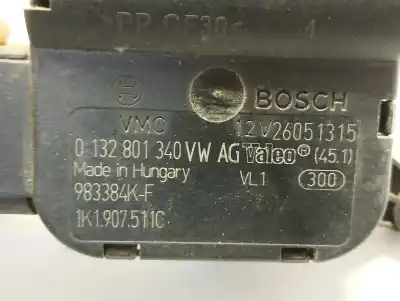 BOSCH
VMC 12V26051315
0 132 801 340 VW AG Valeo® (45.1)
Made in Hungary VL1 300
983384K-F
1K1.907.511C